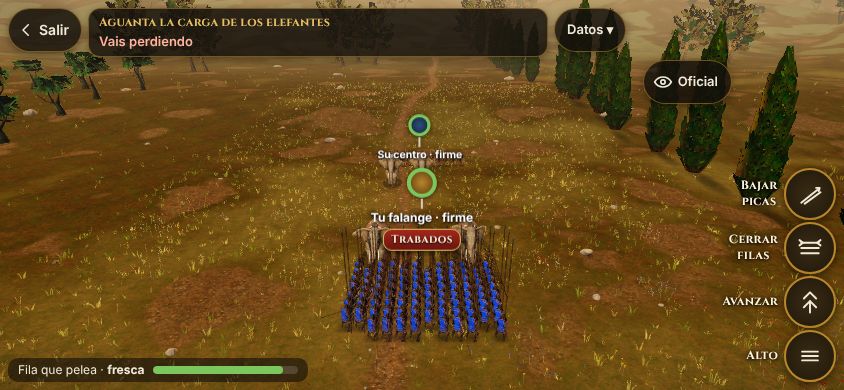 Salir
AGUANTA LA CARGA DE LOS ELEFANTES
Vais perdiendo
Datos ▾
Oficial
Su centro · firme
Tu falange · firme
TRABADOS
BAJAR
PICAS
CERRAR
FILAS
AVANZAR
ALTO
Fila que pelea · fresca